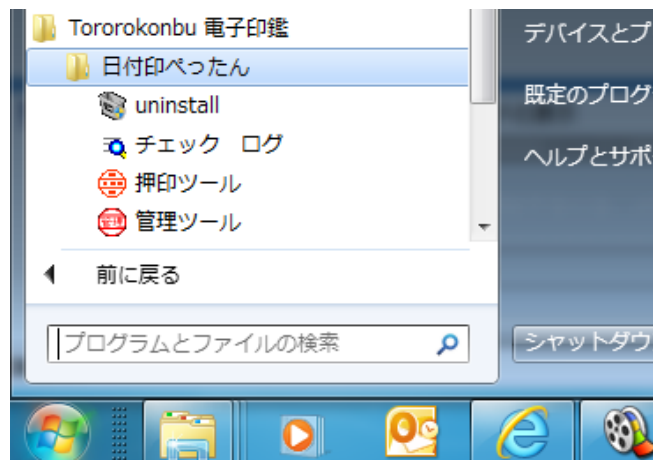 Tororokonbu 電子印鑑
日付印ぺったん
uninstall
チェック　ログ
押印ツール
管理ツール
前に戻る
プログラムとファイルの検索
デバイスとプ
既定のプログ
ヘルプとサポ
シャットダウ